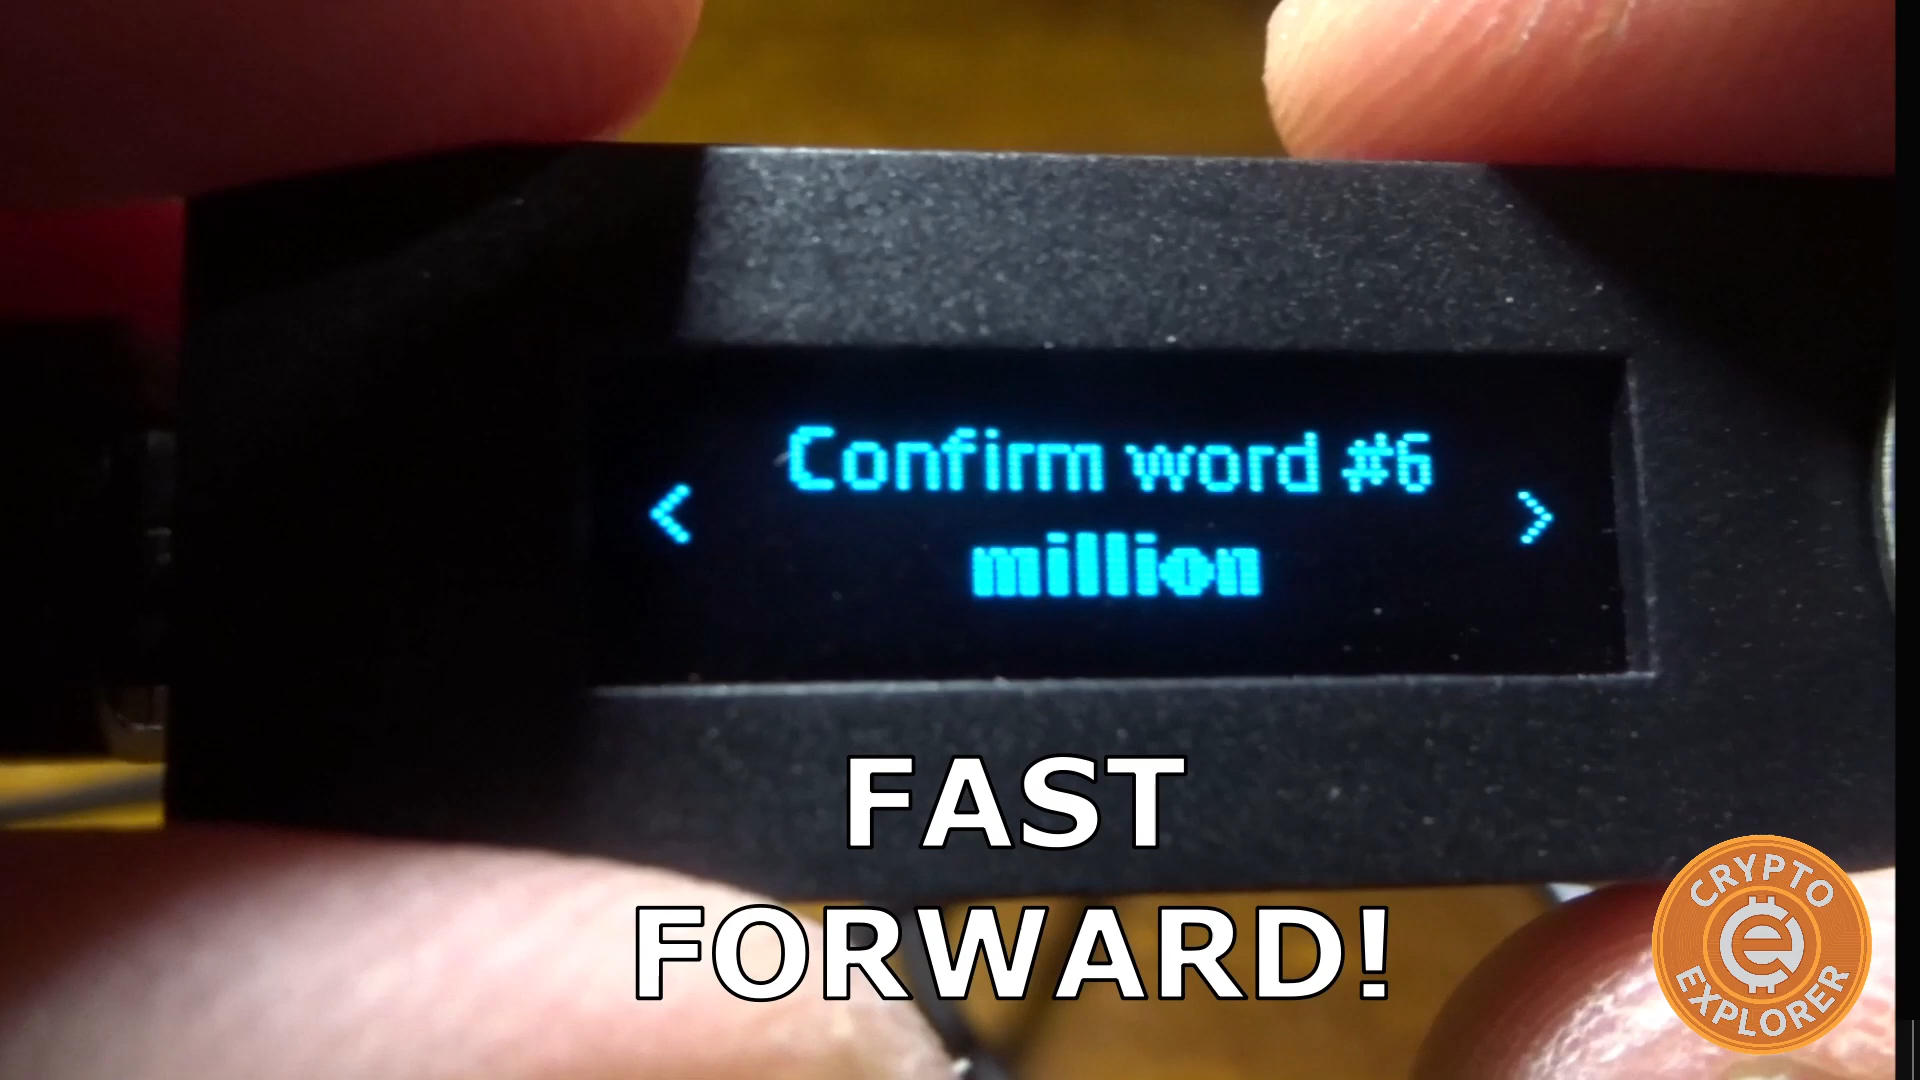 Confirm word #6
< million >
FAST
FORWARD!
CRYPTO
EXPLORER